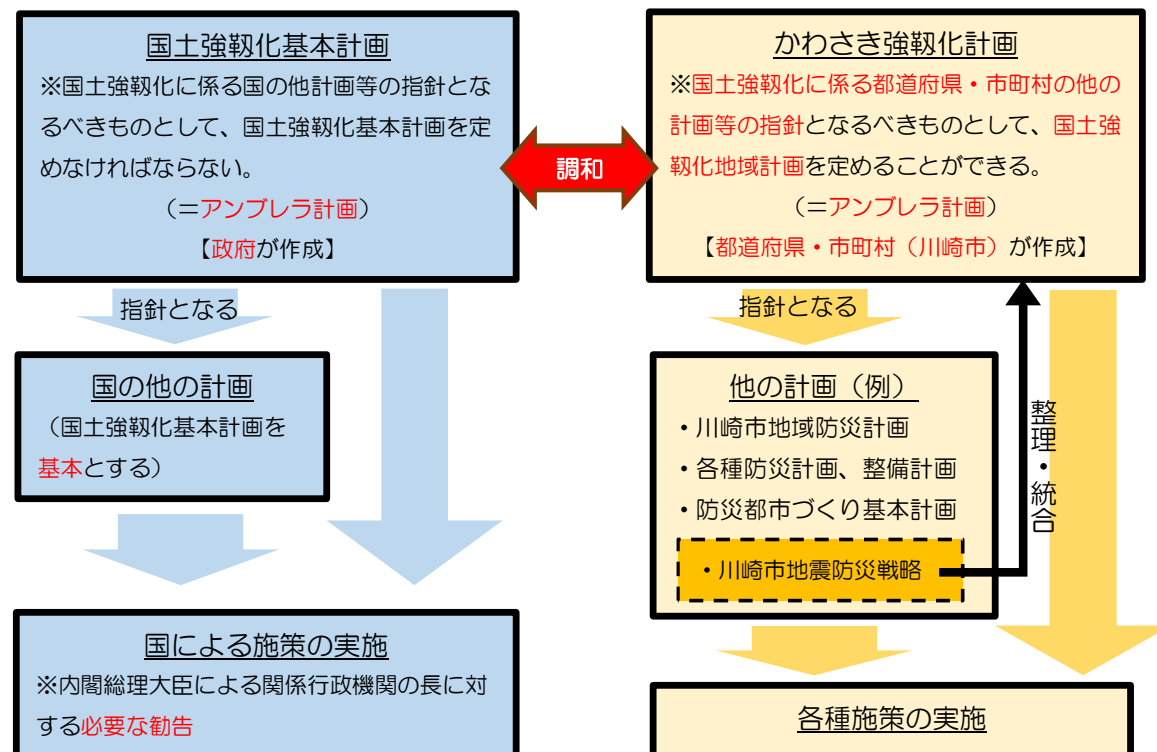 国土強靱化基本計画
※国土強靱化に係る国の他計画等の指針とな
るべきものとして、国土強靱化基本計画を定
めなければならない。
（＝アンブレラ計画）
【政府が作成】
調和
かわさき強靱化計画
※国土強靱化に係る都道府県・市町村の他の
計画等の指針となるべきものとして、国土強
靱化地域計画を定めることができる。
（＝アンブレラ計画）
【都道府県・市町村（川崎市）が作成】
指針となる
指針となる
国の他の計画
（国土強靱化基本計画を
基本とする）
他の計画（例）
・川崎市地域防災計画
・各種防災計画、整備計画
・防災都市づくり基本計画
・川崎市地震防災戦略
整理・統合
国による施策の実施
※内閣総理大臣による関係行政機関の長に対
する必要な勧告
各種施策の実施